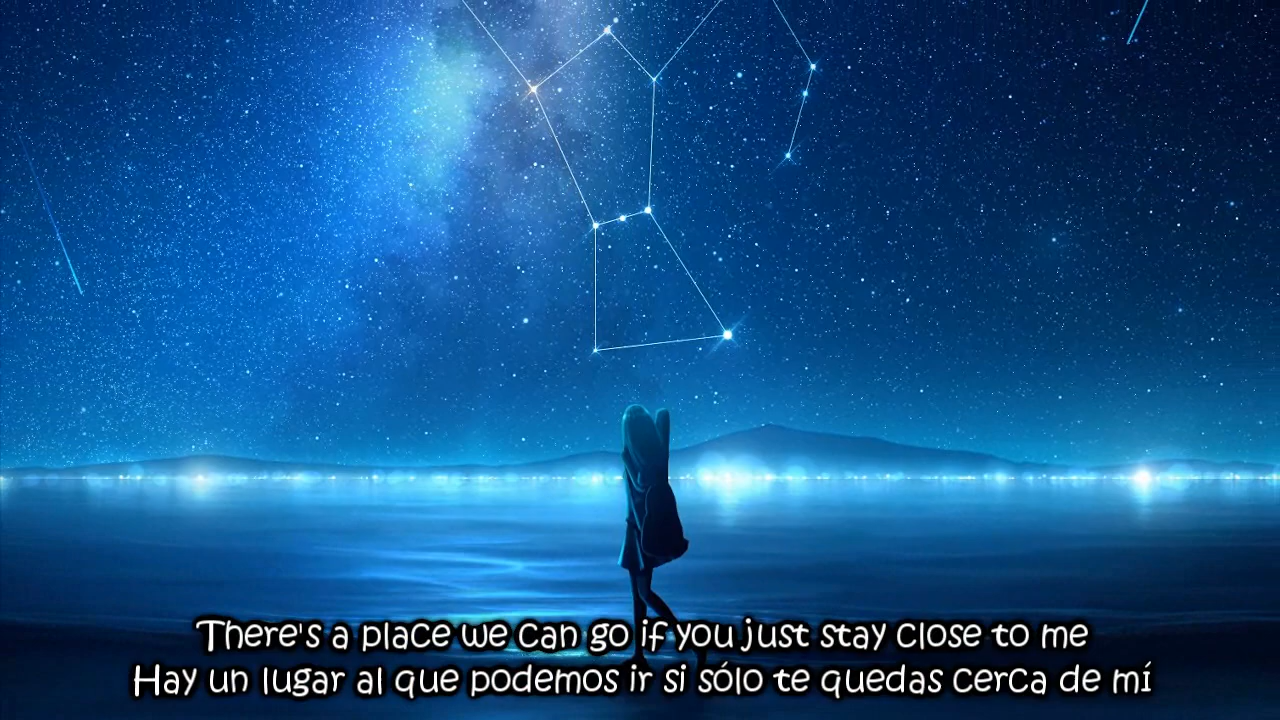 There's a place we can go if you just stay close to me
Hay un lugar al que podemos ir si sólo te quedas cerca de mí